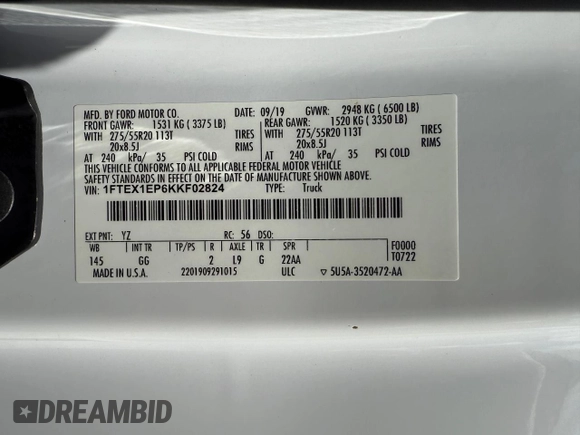 MFD. BY FORD MOTOR CO. DATE: 09/19 GVWR: 2948 KG ( 6500 LB)
FRONT GAWR: 1531 KG ( 3375 LB) REAR GAWR: 1520 KG ( 3350 LB)
WITH 275/55R20 113T TIRES WITH 275/55R20 113T TIRES
20x8.5J RIMS 20x8.5J RIMS
AT 240 kPa/ 35 PSI COLD AT 240 kPa/ 35 PSI COLD
THIS VEHICLE CONFORMS TO ALL APPLICABLE FEDERAL MOTOR VEHICLE
SAFETY STANDARDS IN EFFECT ON THE DATE OF MANUFACTURE SHOWN ABOVE.
VIN: 1FTEX1EP6KKF02824 TYPE: Truck
EXT PNT: YZ RC: 56 DSO: F0000
WB INT TR TP/PS R AXLE TR SPR T0722
145 GG 2 L9 G 22AA
2201909291015 ULC 5U5A-3520472-AA
DREAMBID